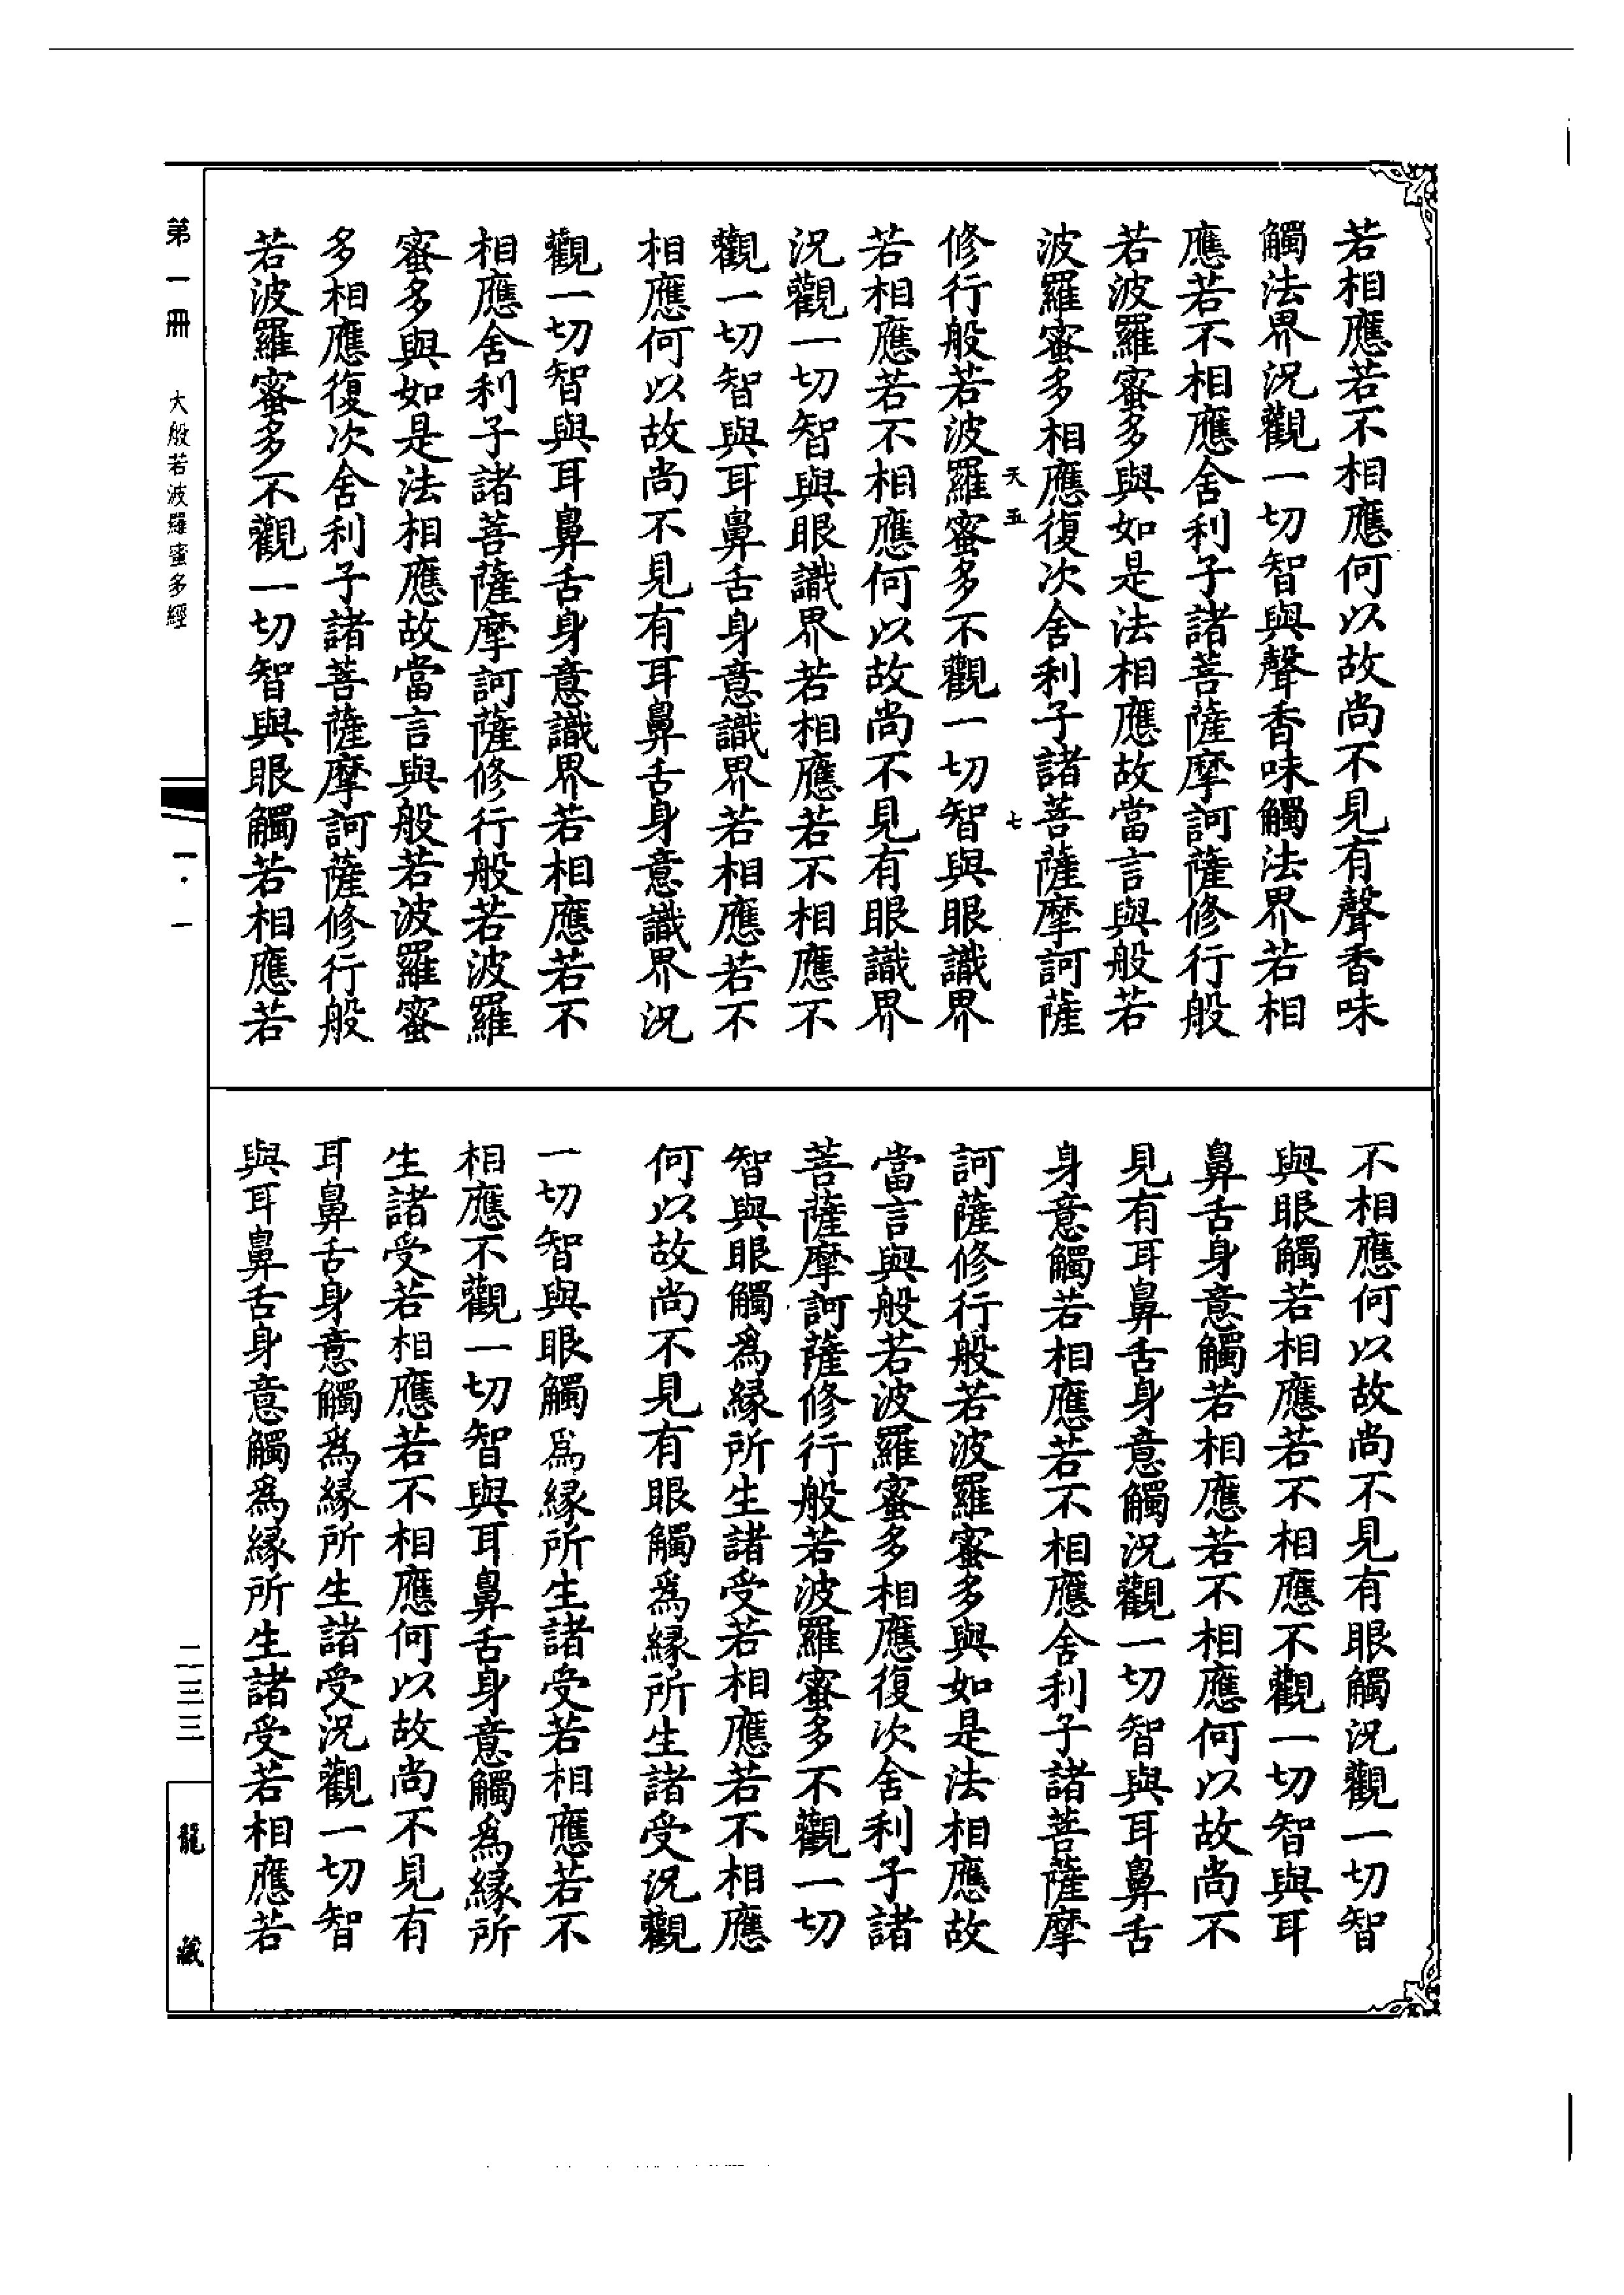 若相應若不相應何以故尚不見有聲香味
觸法界況觀一切智與聲香味觸法界若相
應若不相應舍利子諸菩薩摩訶薩修行般
若波羅蜜多與如是法相應故當言與般若
波羅蜜多相應復次舍利子諸菩薩摩訶薩
天五 七
修行般若波羅蜜多不觀一切智與眼識界
若相應若不相應何以故尚不見有眼識界
況觀一切智與眼識界若相應若不相應不
觀一切智與耳鼻舌身意識界若相應若不
相應何以故尚不見有耳鼻舌身意識界況
觀一切智與耳鼻舌身意識界若相應若不
相應舍利子諸菩薩摩訶薩修行般若波羅
蜜多與如是法相應故當言與般若波羅蜜
多相應復次舍利子諸菩薩摩訶薩修行般
若波羅蜜多不觀一切智與眼觸若相應若
不相應何以故尚不見有眼觸況觀一切智
與眼觸若相應若不相應不觀一切智與耳
鼻舌身意觸若相應若不相應何以故尚不
見有耳鼻舌身意觸況觀一切智與耳鼻舌
身意觸若相應若不相應舍利子諸菩薩摩
訶薩修行般若波羅蜜多與如是法相應故
當言與般若波羅蜜多相應復次舍利子諸
菩薩摩訶薩修行般若波羅蜜多不觀一切
智與眼觸為緣所生諸受若相應若不相應
何以故尚不見有眼觸為緣所生諸受況觀
一切智與眼觸為緣所生諸受若相應若不
相應不觀一切智與耳鼻舌身意觸為緣所
生諸受若相應若不相應何以故尚不見有
耳鼻舌身意觸為緣所生諸受況觀一切智
與耳鼻舌身意觸為緣所生諸受若相應若
第一冊 大般若波羅蜜多經 一·一 二三三 龍藏